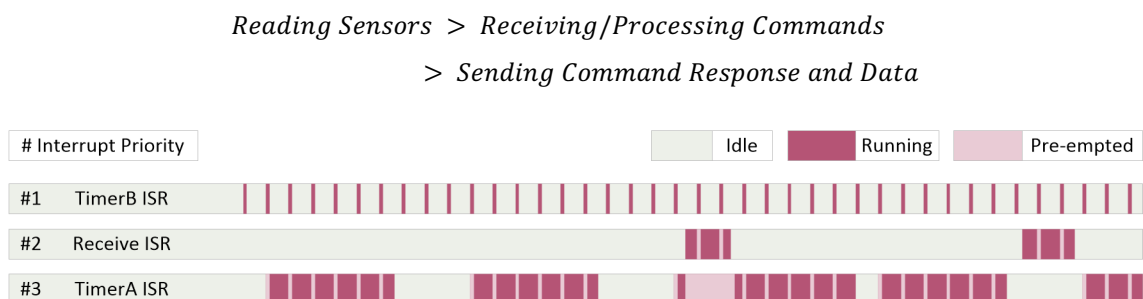 Reading Sensors > Receiving/Processing Commands
> Sending Command Response and Data
# Interrupt Priority
Idle
Running
Pre-empted
#1 TimerB ISR
#2 Receive ISR
#3 TimerA ISR